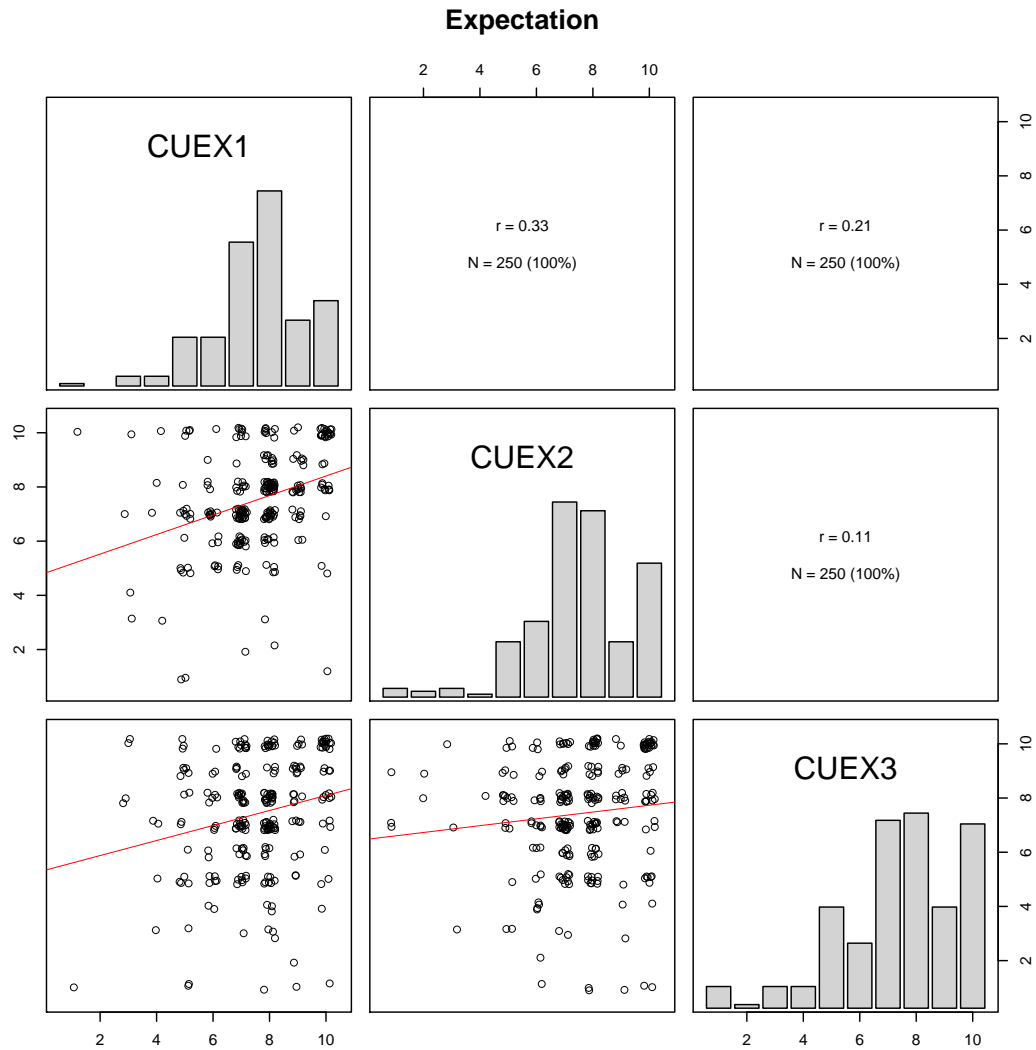 Expectation
2 4 6 8 10
CUEX1
r = 0.33
N = 250 (100%)
r = 0.21
N = 250 (100%)
10
8
6
4
2
10
8
6
4
2
CUEX2
r = 0.11
N = 250 (100%)
CUEX3
10
8
6
4
2
2 4 6 8 10
2 4 6 8 10